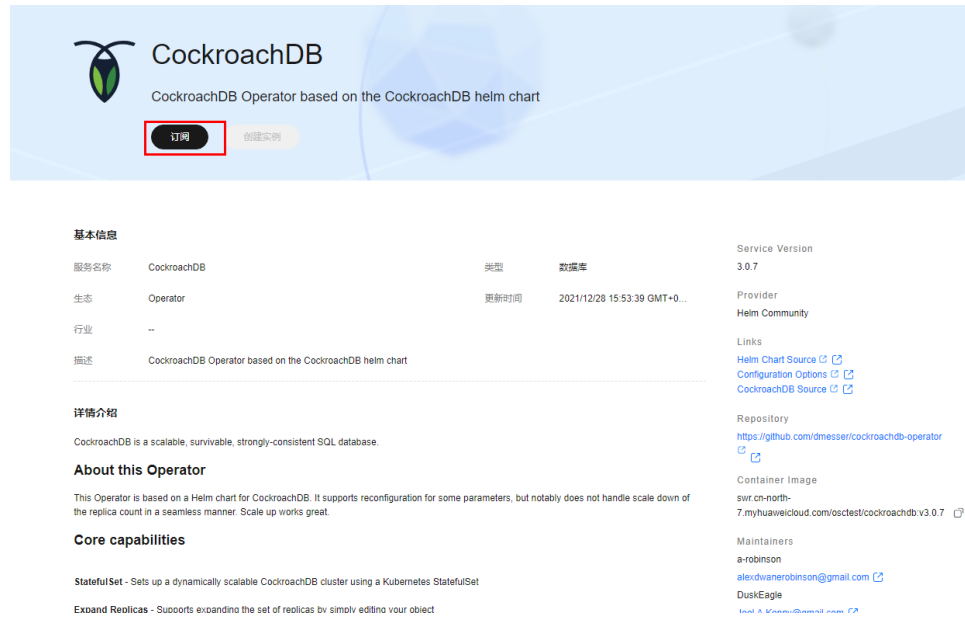 CockroachDB
CockroachDB Operator based on the CockroachDB helm chart
订阅
创建实例
基本信息
服务名称 CockroachDB 类型 数据库
生态 Operator 更新时间 2021/12/28 15:53:39 GMT+0...
行业 --
描述 CockroachDB Operator based on the CockroachDB helm chart
详情介绍
CockroachDB is a scalable, survivable, strongly-consistent SQL database.
About this Operator
This Operator is based on a Helm chart for CockroachDB. It supports reconfiguration for some parameters, but notably does not handle scale down of
the replica count in a seamless manner. Scale up works great.
Core capabilities
StatefulSet - Sets up a dynamically scalable CockroachDB cluster using a Kubernetes StatefulSet
Expand Replicas - Supports expanding the set of replicas by simply editing your object
Service Version
3.0.7
Provider
Helm Community
Links
Helm Chart Source
Configuration Options
CockroachDB Source
Repository
https://github.com/dmesser/cockroachdb-operator
Container Image
swr.cn-north-
7.myhuaweicloud.com/osctest/cockroachdb:v3.0.7
Maintainers
a-robinson
alexdwanerobinson@gmail.com
DuskEagle